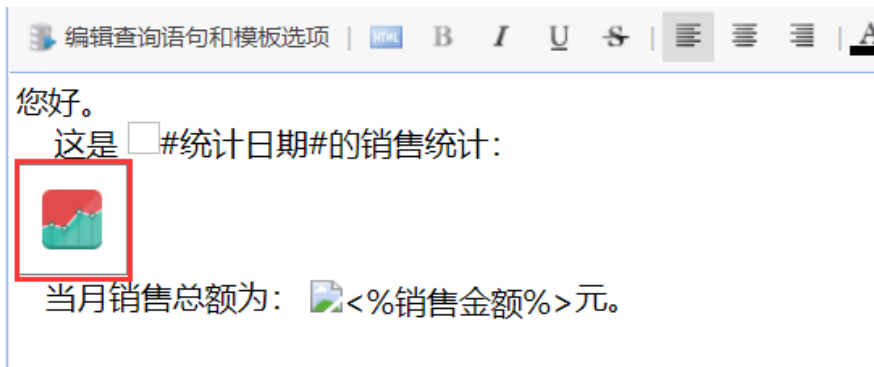 编辑查询语句和模板选项 | HTML B I U S | | A
您好。
这是 #统计日期#的销售统计：
当月销售总额为： <%销售金额%>元。